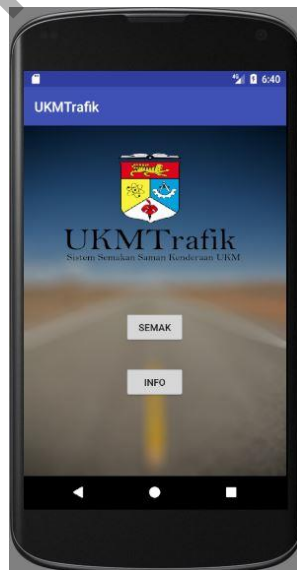 6:40
UKMTrafik
UKMTrafik
Sistem Semakan Saman Kenderaan UKM
SEMAK
INFO